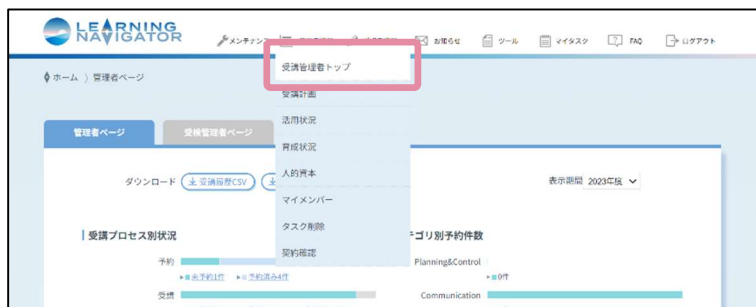 LEARNING
NAVIGATOR
メンテナンス
お知らせ
ツール
マイタスク
FAQ
ログアウト
受講管理者トップ
ホーム 〉 管理者ページ
受講計画
活用状況
管理者ページ
受検管理者ページ
育成状況
人的資本
ダウンロード
受講履歴CSV
表示期間 2023年度
マイメンバー
タスク削除
契約確認
受講プロセス別状況
ゴリ別予約件数
予約
Planning&Control
未予約1件
予約済み4件
0件
受講
Communication